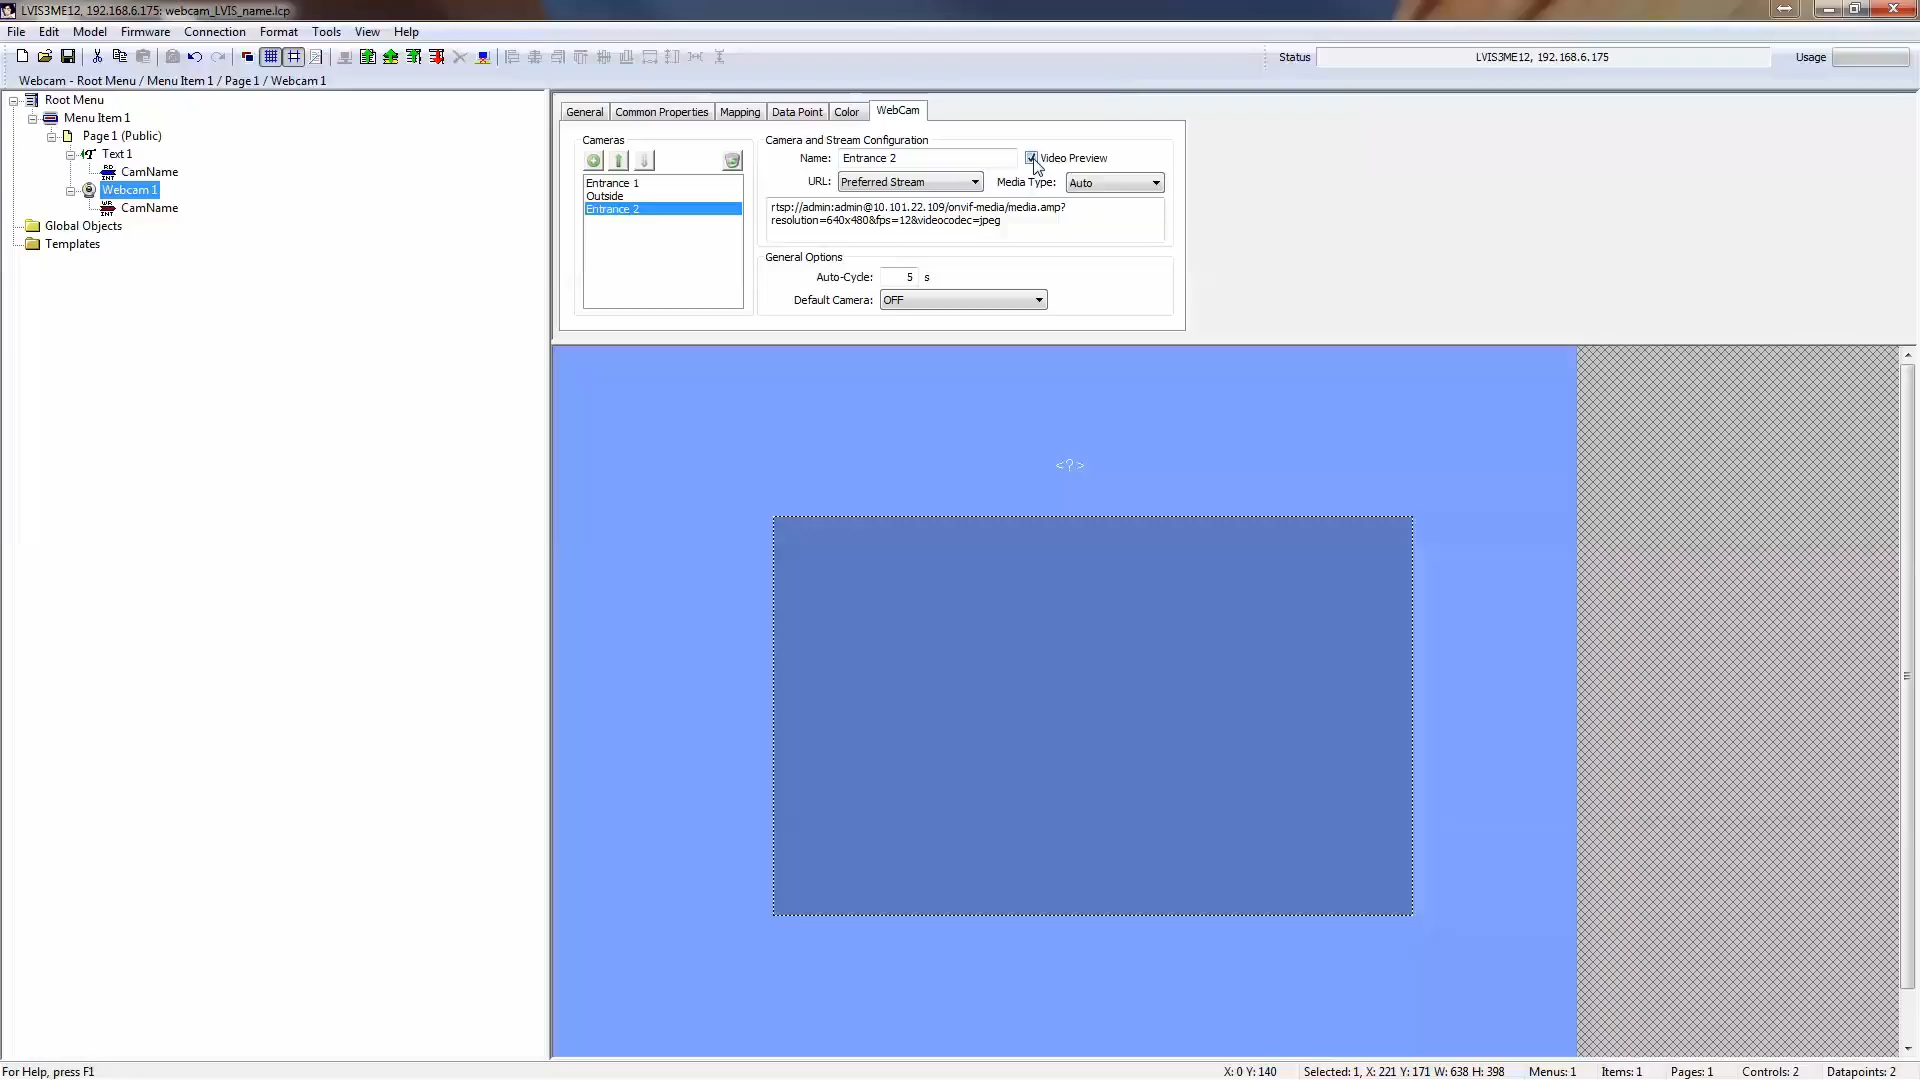 LVIS3ME12, 192.168.6.175: webcam_LVIS_name.lcp
File Edit Model Firmware Connection Format Tools View Help
Status LVIS3ME12, 192.168.6.175 Usage
Webcam - Root Menu / Menu Item 1 / Page 1 / Webcam 1
Root Menu
Menu Item 1
Page 1 (Public)
Text 1
RD INT CamName
Webcam 1
WR INT CamName
Global Objects
Templates
General Common Properties Mapping Data Point Color WebCam
Cameras
Entrance 1
Outside
Entrance 2
Camera and Stream Configuration
Name: Entrance 2 Video Preview
URL: Preferred Stream Media Type: Auto
rtsp://admin:admin@10.101.22.109/onvif-media/media.amp?
resolution=640x480&fps=12&videocodec=jpeg
General Options
Auto-Cycle: 5 s
Default Camera: OFF
<?>
For Help, press F1 X: 0 Y: 140 Selected: 1, X: 221 Y: 171 W: 638 H: 398 Menus: 1 Items: 1 Pages: 1 Controls: 2 Datapoints: 2